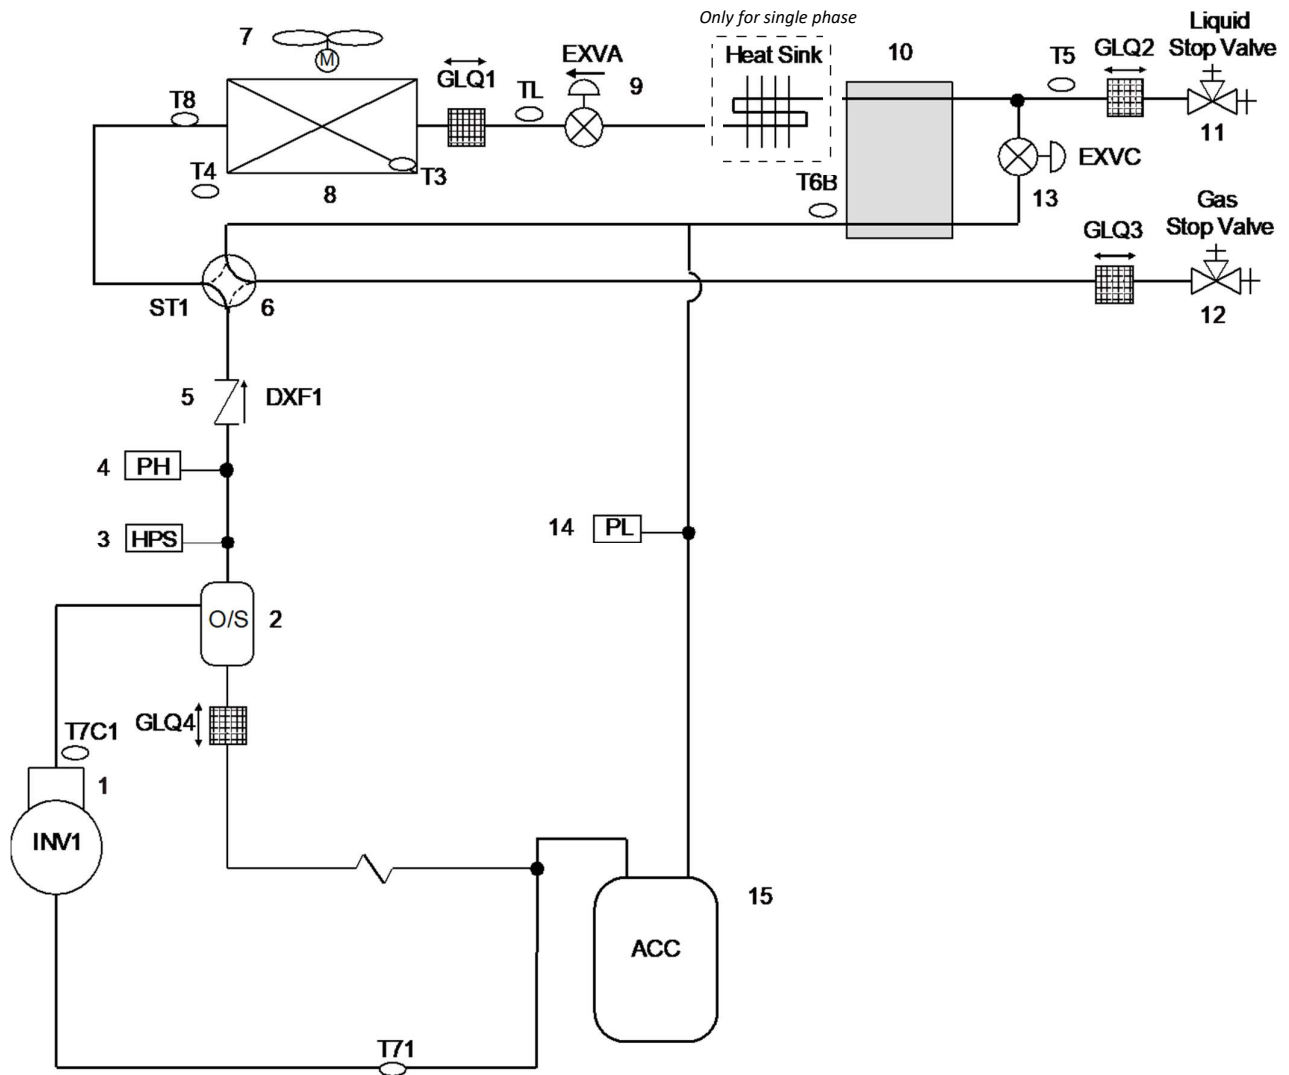 Only for single phase
Liquid
Stop Valve
7
M
EXVA
Heat Sink
10
T5
GLQ2
GLQ1
TL
9
T8
11
T3
EXVC
T4
8
T6B
13
Gas
Stop Valve
GLQ3
ST1
6
12
5
DXF1
4
PH
3
HPS
14
PL
O/S
2
GLQ4
T7C1
1
INV1
15
ACC
T71